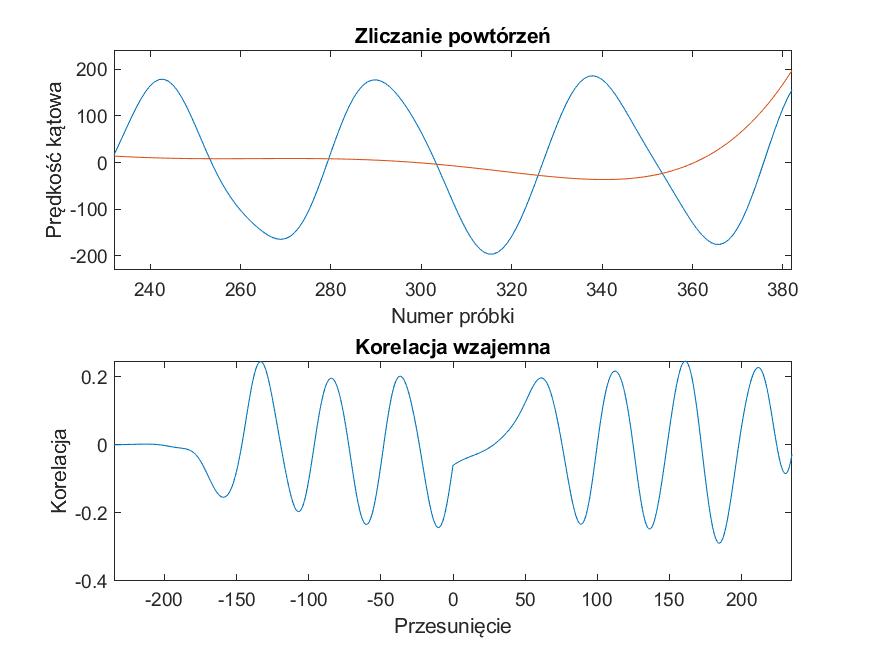 Zliczanie powtórzeń
200
100
0
-100
-200
Prędkość kątowa
240 260 280 300 320 340 360 380
Numer próbki
Korelacja wzajemna
0.2
0
-0.2
-0.4
Korelacja
-200 -150 -100 -50 0 50 100 150 200
Przesunięcie